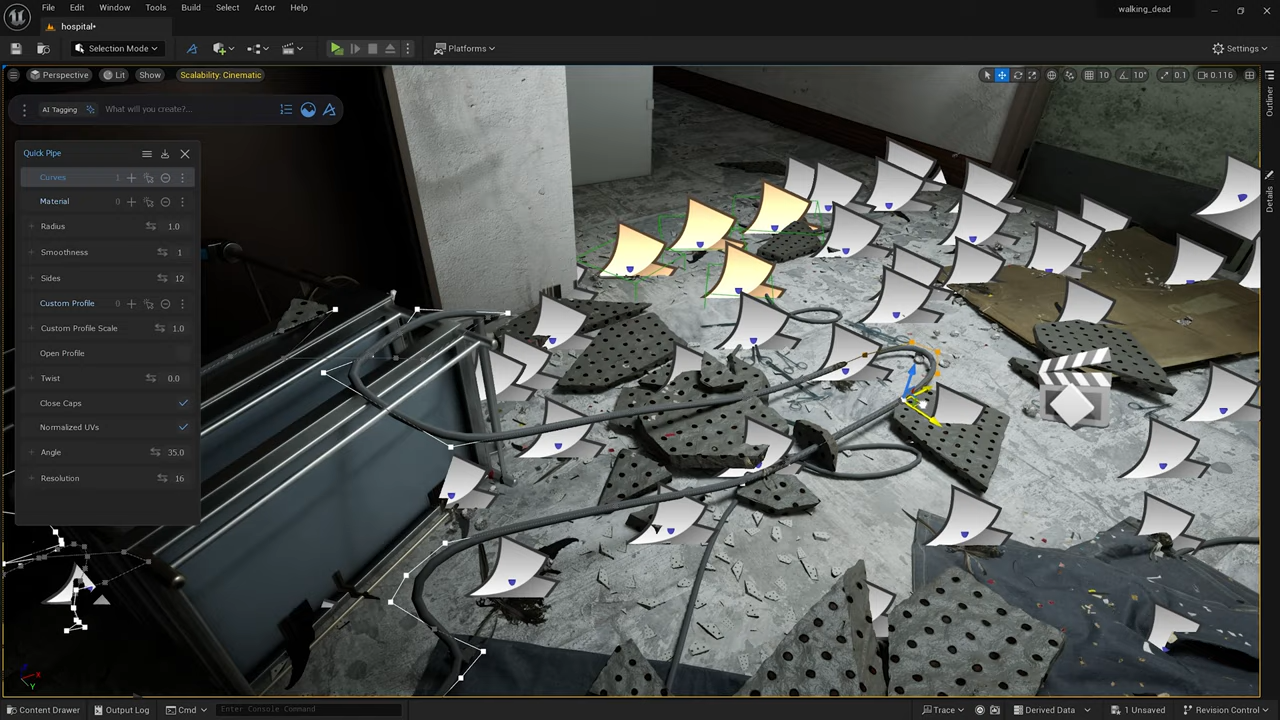 File Edit Window Tools Build Select Actor Help
walking_dead
hospital•
Selection Mode
Platforms
Settings
Perspective Lit Show Scalability: Cinematic
10 10° 0.1 0.116
AI Tagging What will you create?...
Outliner
Details
Quick Pipe
Curves 1
Material 0
Radius 1.0
Smoothness 1
Sides 12
Custom Profile 0
Custom Profile Scale 1.0
Open Profile
Twist 0.0
Close Caps
Normalized UVs
Angle 35.0
Resolution 16
X
Y
Content Drawer Output Log Cmd Enter Console Command Trace Derived Data 1 Unsaved Revision Control